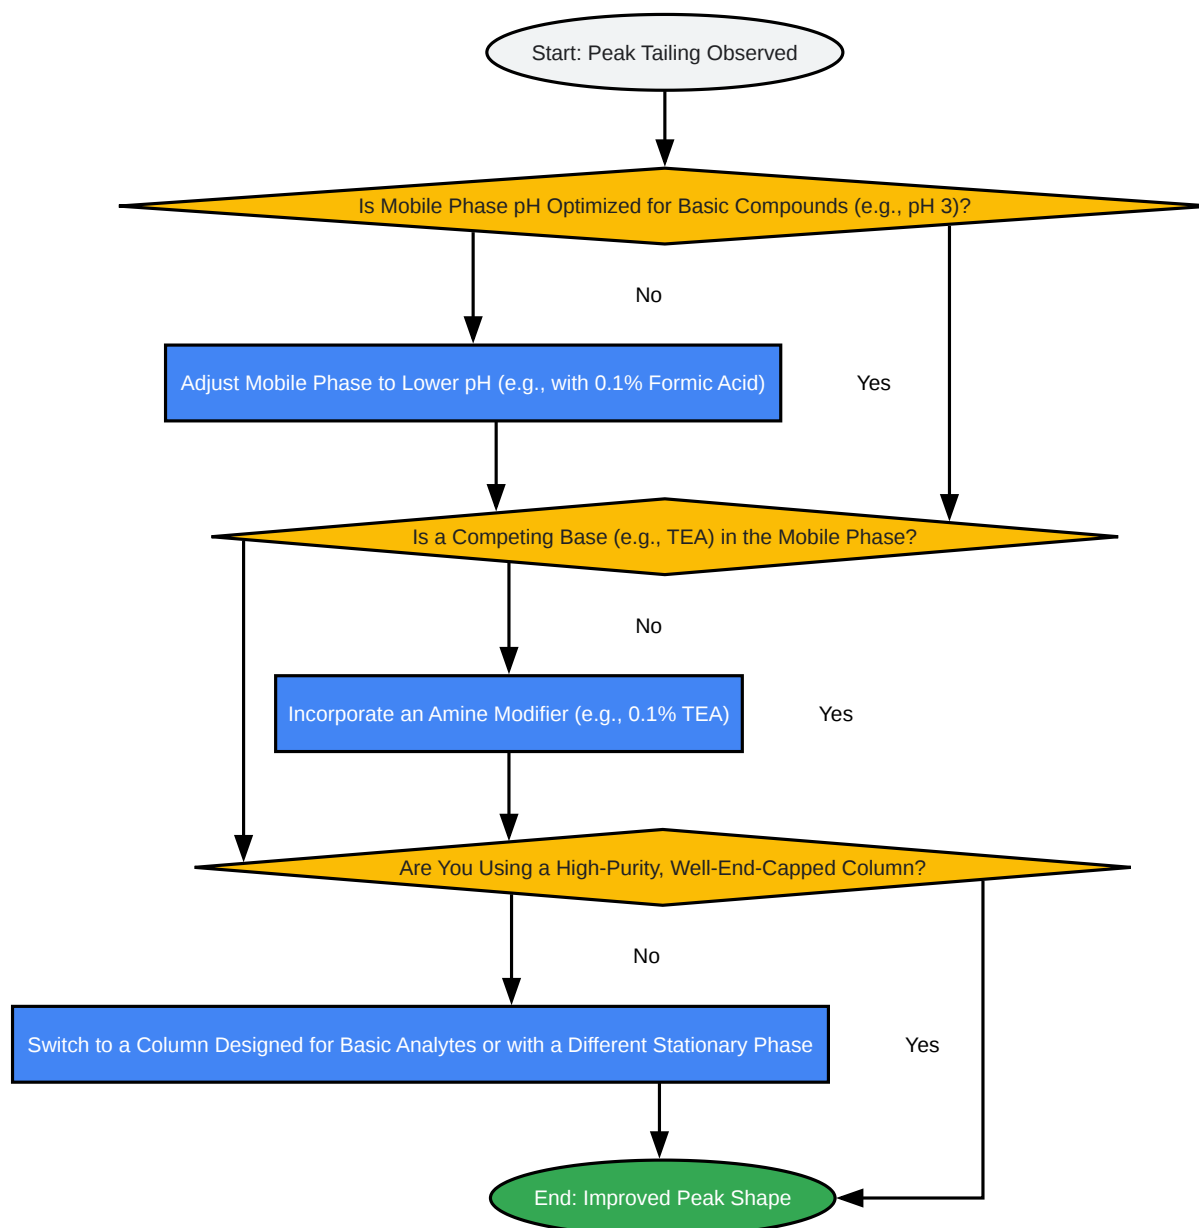 Start: Peak Tailing Observed
Is Mobile Phase pH Optimized for Basic Compounds (e.g., pH 3)?
No
Adjust Mobile Phase to Lower pH (e.g., with 0.1% Formic Acid)
Yes
Is a Competing Base (e.g., TEA) in the Mobile Phase?
No
Incorporate an Amine Modifier (e.g., 0.1% TEA)
Yes
Are You Using a High-Purity, Well-End-Capped Column?
No
Switch to a Column Designed for Basic Analytes or with a Different Stationary Phase
Yes
End: Improved Peak Shape